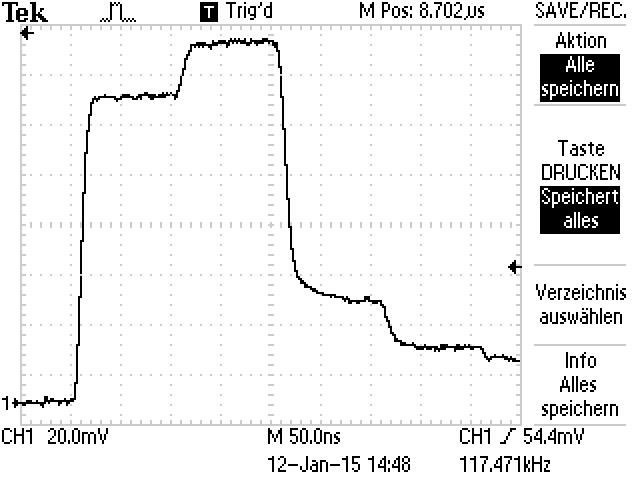 Tek
T Trig'd
M Pos: 8.702µs
SAVE/REC.
Aktion
Alle
speichern
Taste
DRUCKEN
Speichert
alles
Verzeichnis
auswählen
Info
Alles
speichern
1
CH1 20.0mV
M 50.0ns
CH1 54.4mV
12-Jan-15 14:48
117.471kHz